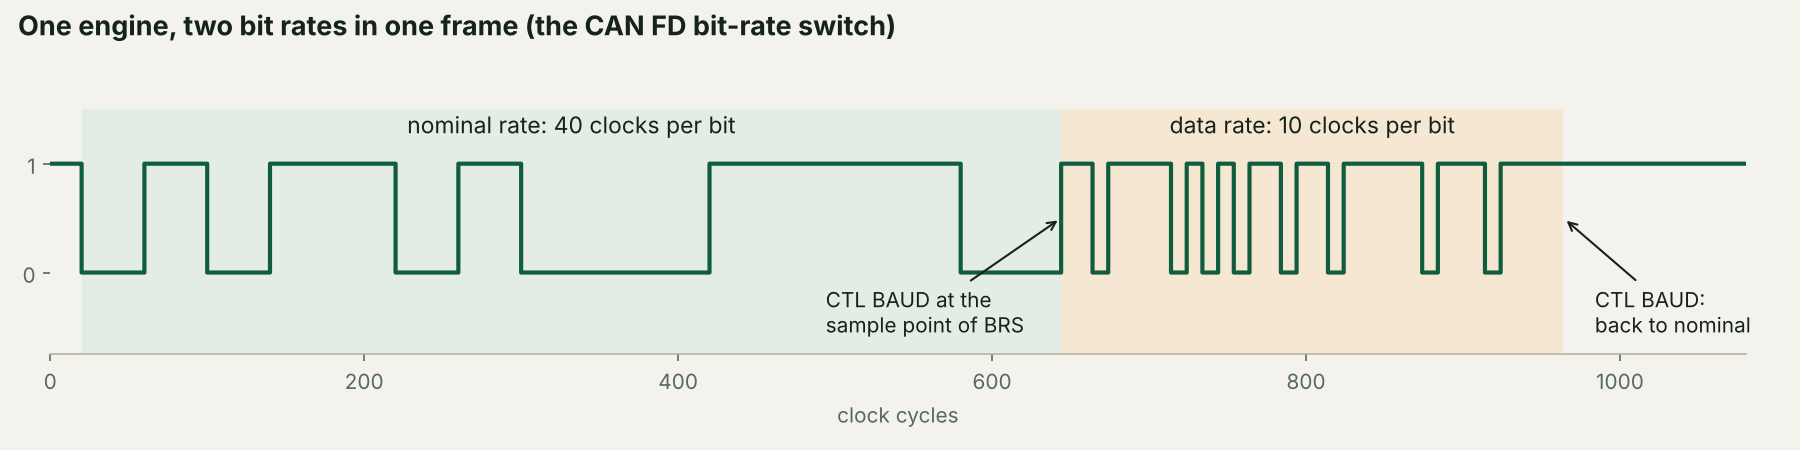 One engine, two bit rates in one frame (the CAN FD bit-rate switch)
nominal rate: 40 clocks per bit
data rate: 10 clocks per bit
1
0
CTL BAUD at the
sample point of BRS
CTL BAUD:
back to nominal
0
200
400
600
800
1000
clock cycles